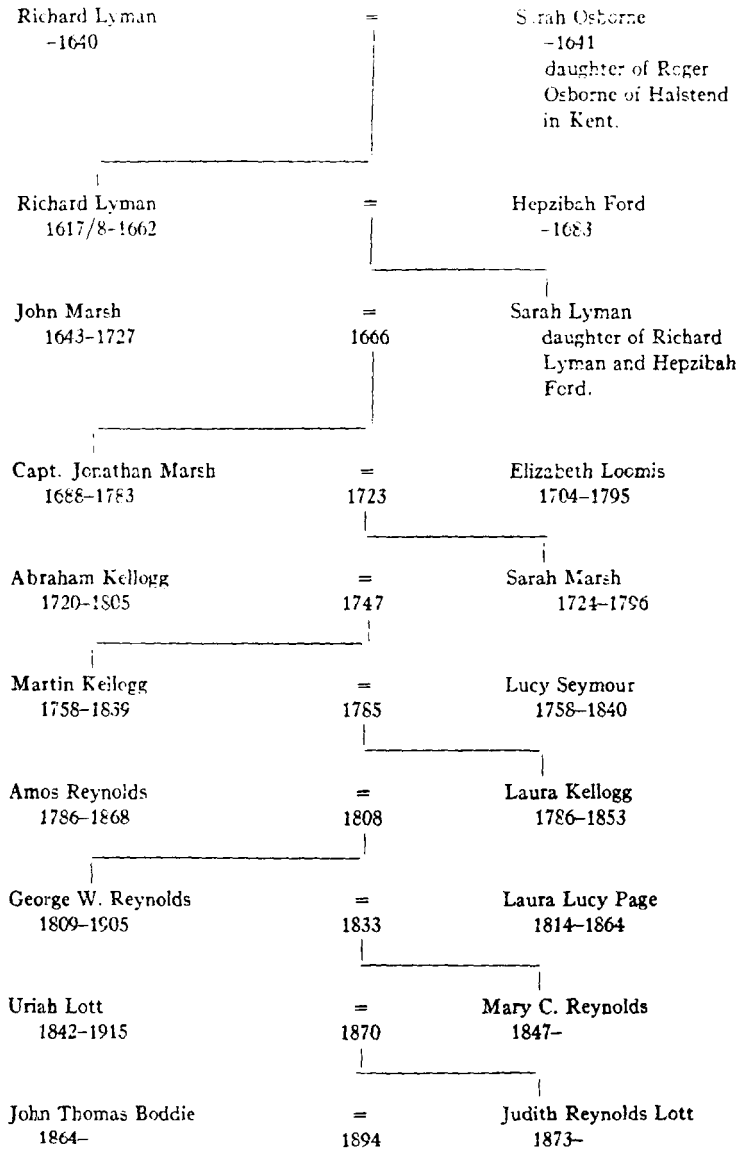 Richard Lyman = Sarah Osborne
-1640 -1641
daughter of Roger
Osborne of Halstend
in Kent.
Richard Lyman = Hepzibah Ford
1617/8-1662 -1683
John Marsh = Sarah Lyman
1643-1727 1666 daughter of Richard
Lyman and Hepzibah
Ford.
Capt. Jonathan Marsh = Elizabeth Loomis
1688-1783 1723 1704-1795
Abraham Kellogg = Sarah Marsh
1720-1805 1747 1724-1796
Martin Kellogg = Lucy Seymour
1758- 1785 1758-1840
Amos Reynolds = Laura Kellogg
1786-1868 1808 1786-1853
George W. Reynolds = Laura Lucy Page
1809-1905 1833 1814-1864
Uriah Lott = Mary C. Reynolds
1842-1915 1870 1847-
John Thomas Boddie = Judith Reynolds Lott
1864- 1894 1873-